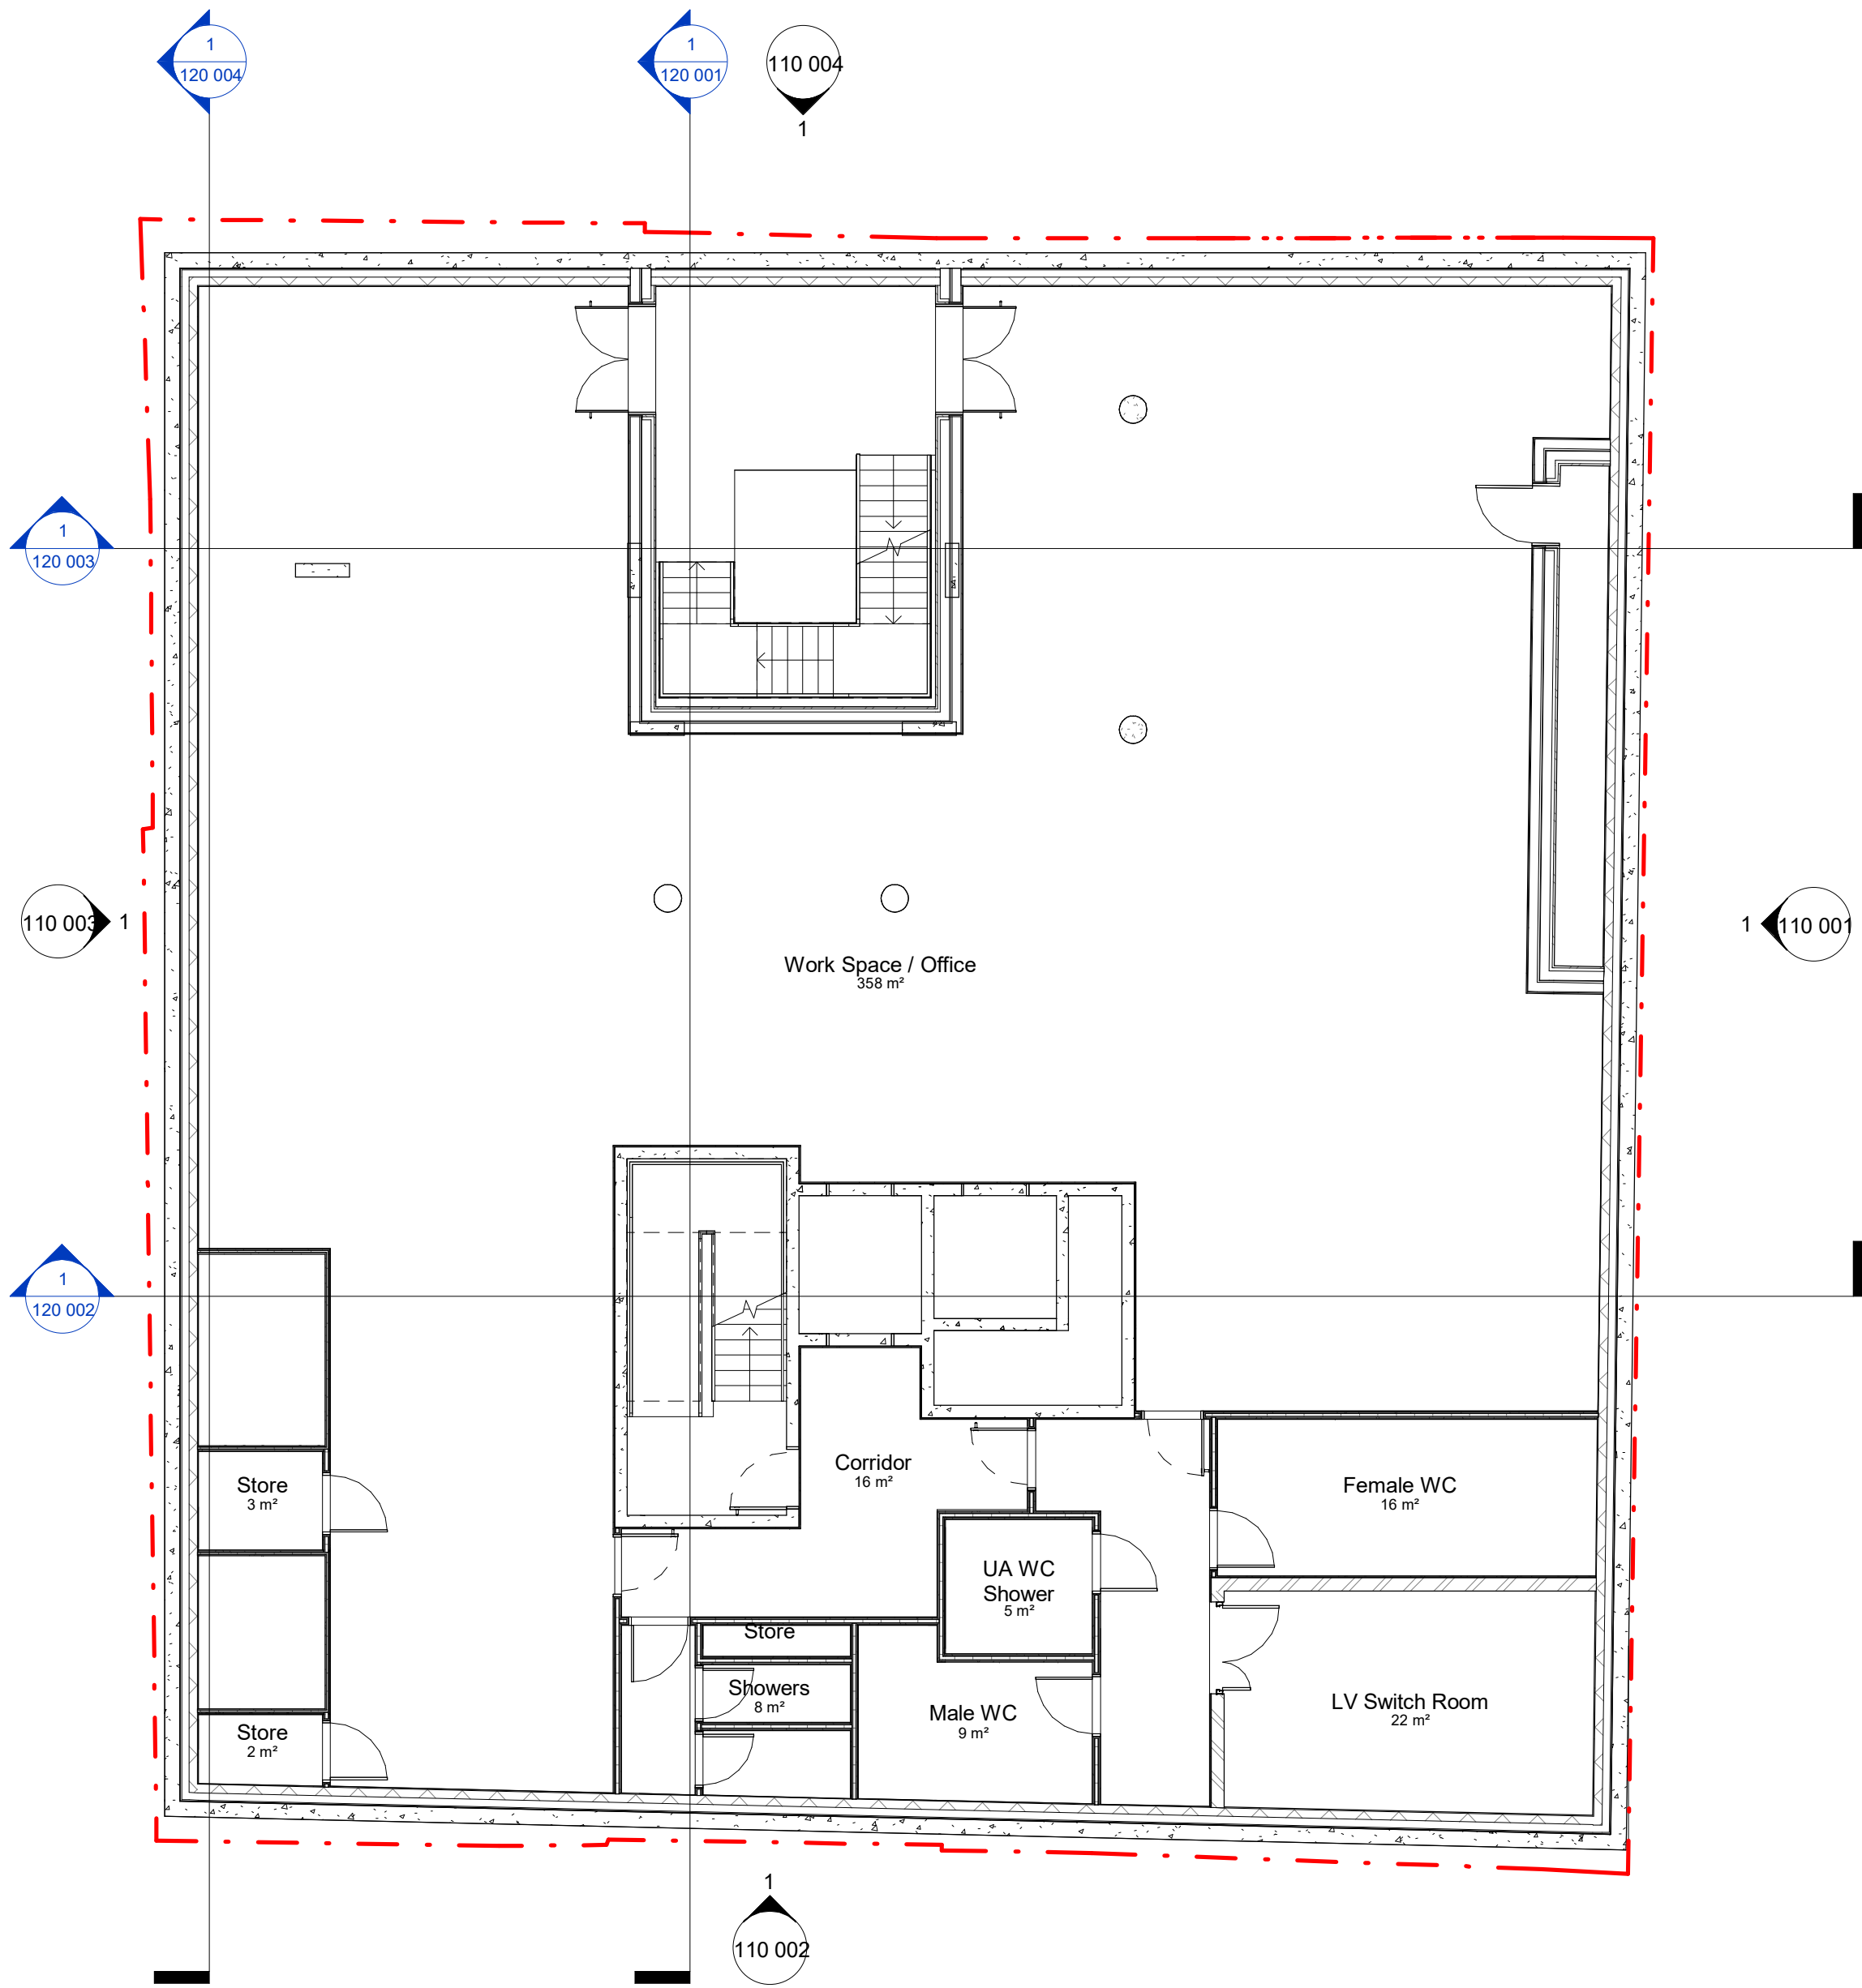 1
120 004
1
120 001
110 004
1
1
120 003
110 003
1
1
110 001
Work Space / Office
358 m²
1
120 002
Corridor
16 m²
Store
3 m²
Female WC
16 m²
UA WC
Shower
5 m²
Store
Showers
8 m²
Male WC
9 m²
LV Switch Room
22 m²
Store
2 m²
1
110 002